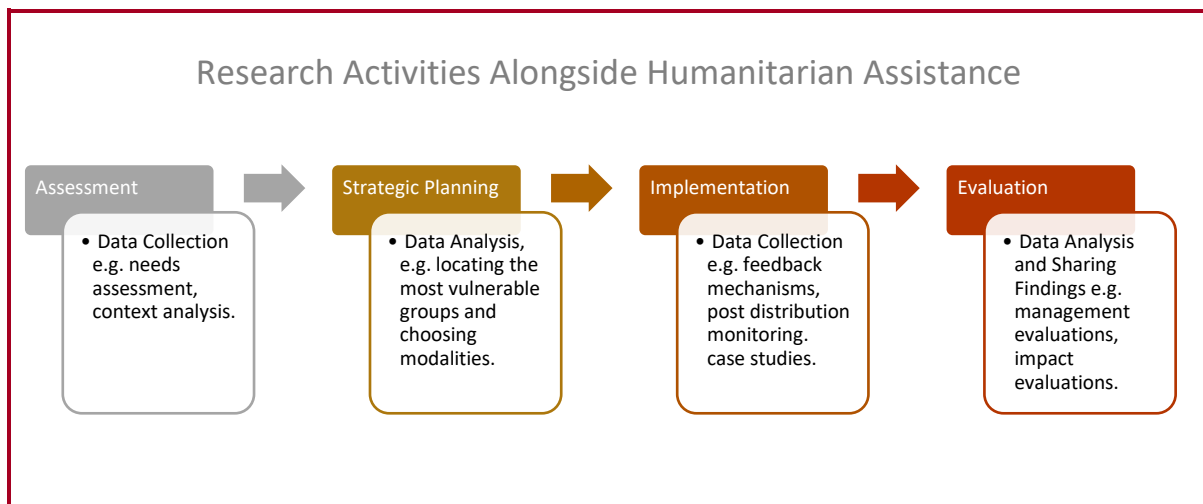 Research Activities Alongside Humanitarian Assistance
Assessment
• Data Collection
e.g. needs
assessment,
context analysis.
Strategic Planning
• Data Analysis,
e.g. locating the
most vulnerable
groups and
choosing
modalities.
Implementation
• Data Collection
e.g. feedback
mechanisms,
post distribution
monitoring.
case studies.
Evaluation
• Data Analysis
and Sharing
Findings e.g.
management
evaluations,
impact
evaluations.